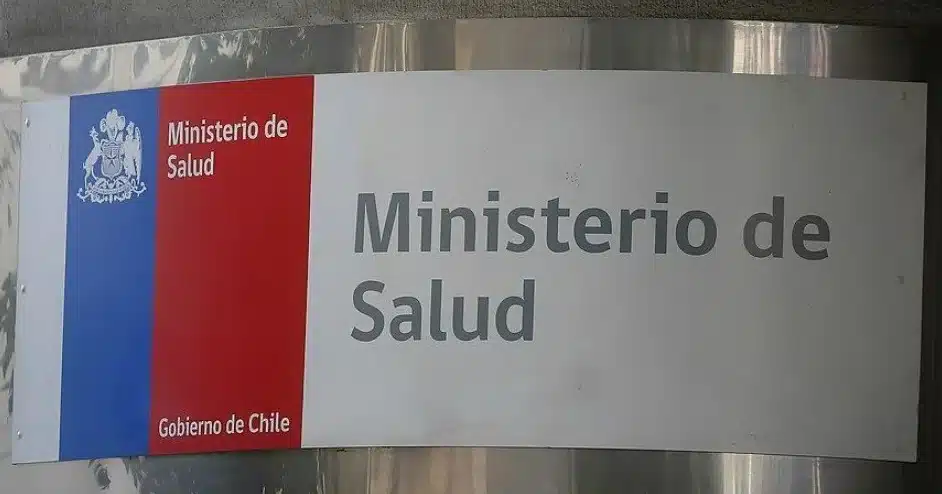 Ministerio de
Salud
Gobierno de Chile
Ministerio de
Salud